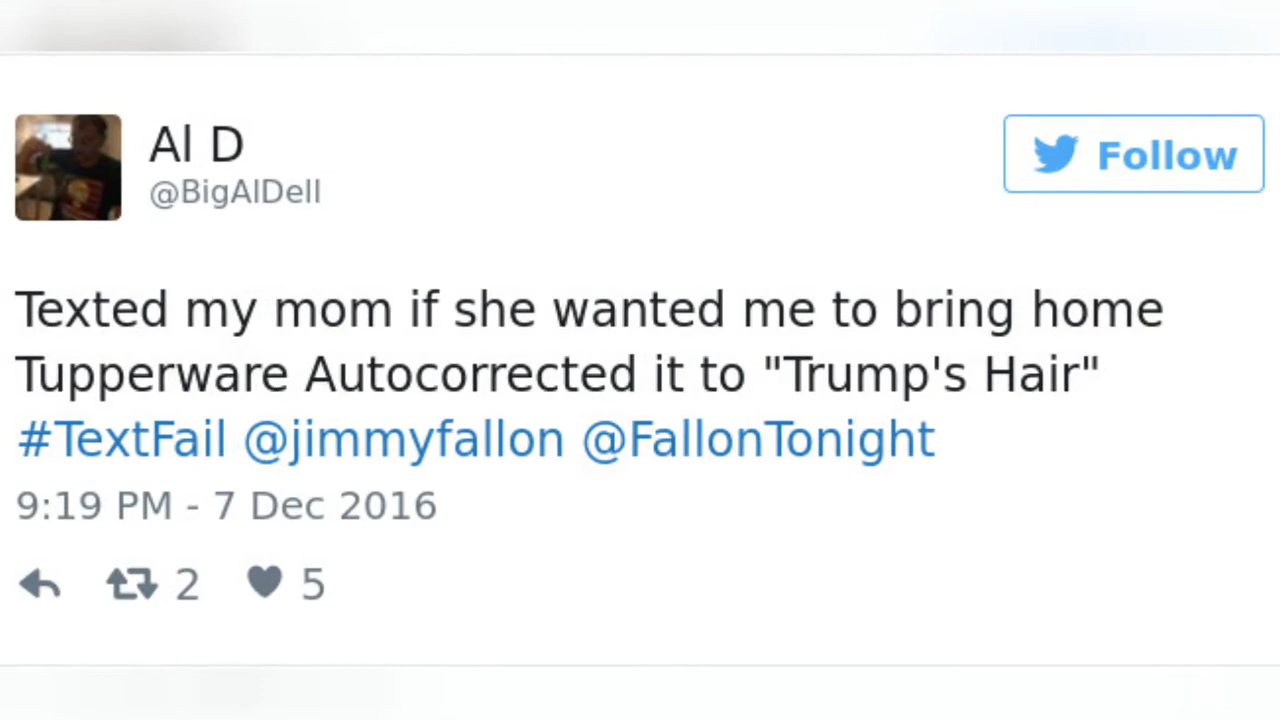 Al D
@BigAlDell
Follow
Texted my mom if she wanted me to bring home
Tupperware Autocorrected it to "Trump's Hair"
#TextFail @jimmyfallon @FallonTonight
9:19 PM - 7 Dec 2016
2 5